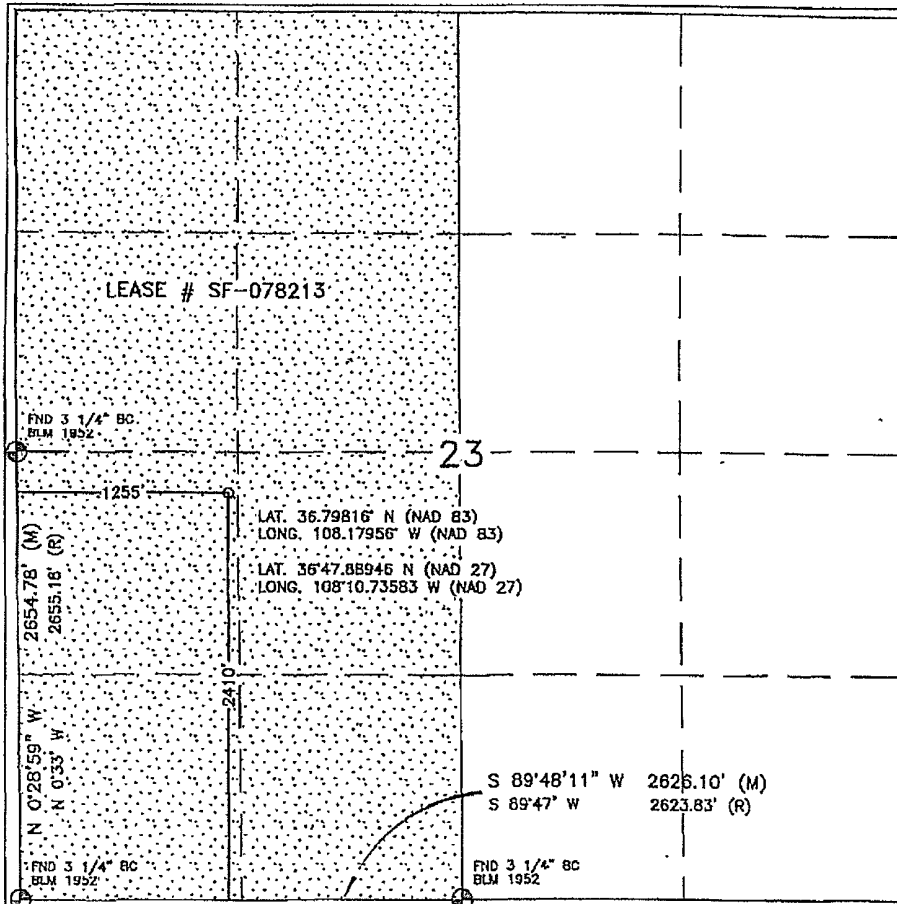 LEASE # SF-078213
FND 3 1/4" BC.
BLM 1952
23
1255'
LAT. 36.79816° N (NAD 83)
LONG. 108.17956° W (NAD 83)
LAT. 36°47.88946 N (NAD 27)
LONG. 108°10.73583 W (NAD 27)
N 0°28'59" W 2654.78' (M)
N 0°33' W 2655.18' (R)
2410'
S 89°48'11" W 2626.10' (M)
S 89°47' W 2623.83' (R)
FND 3 1/4" BC
BLM 1952
FND 3 1/4" BC
BLM 1952